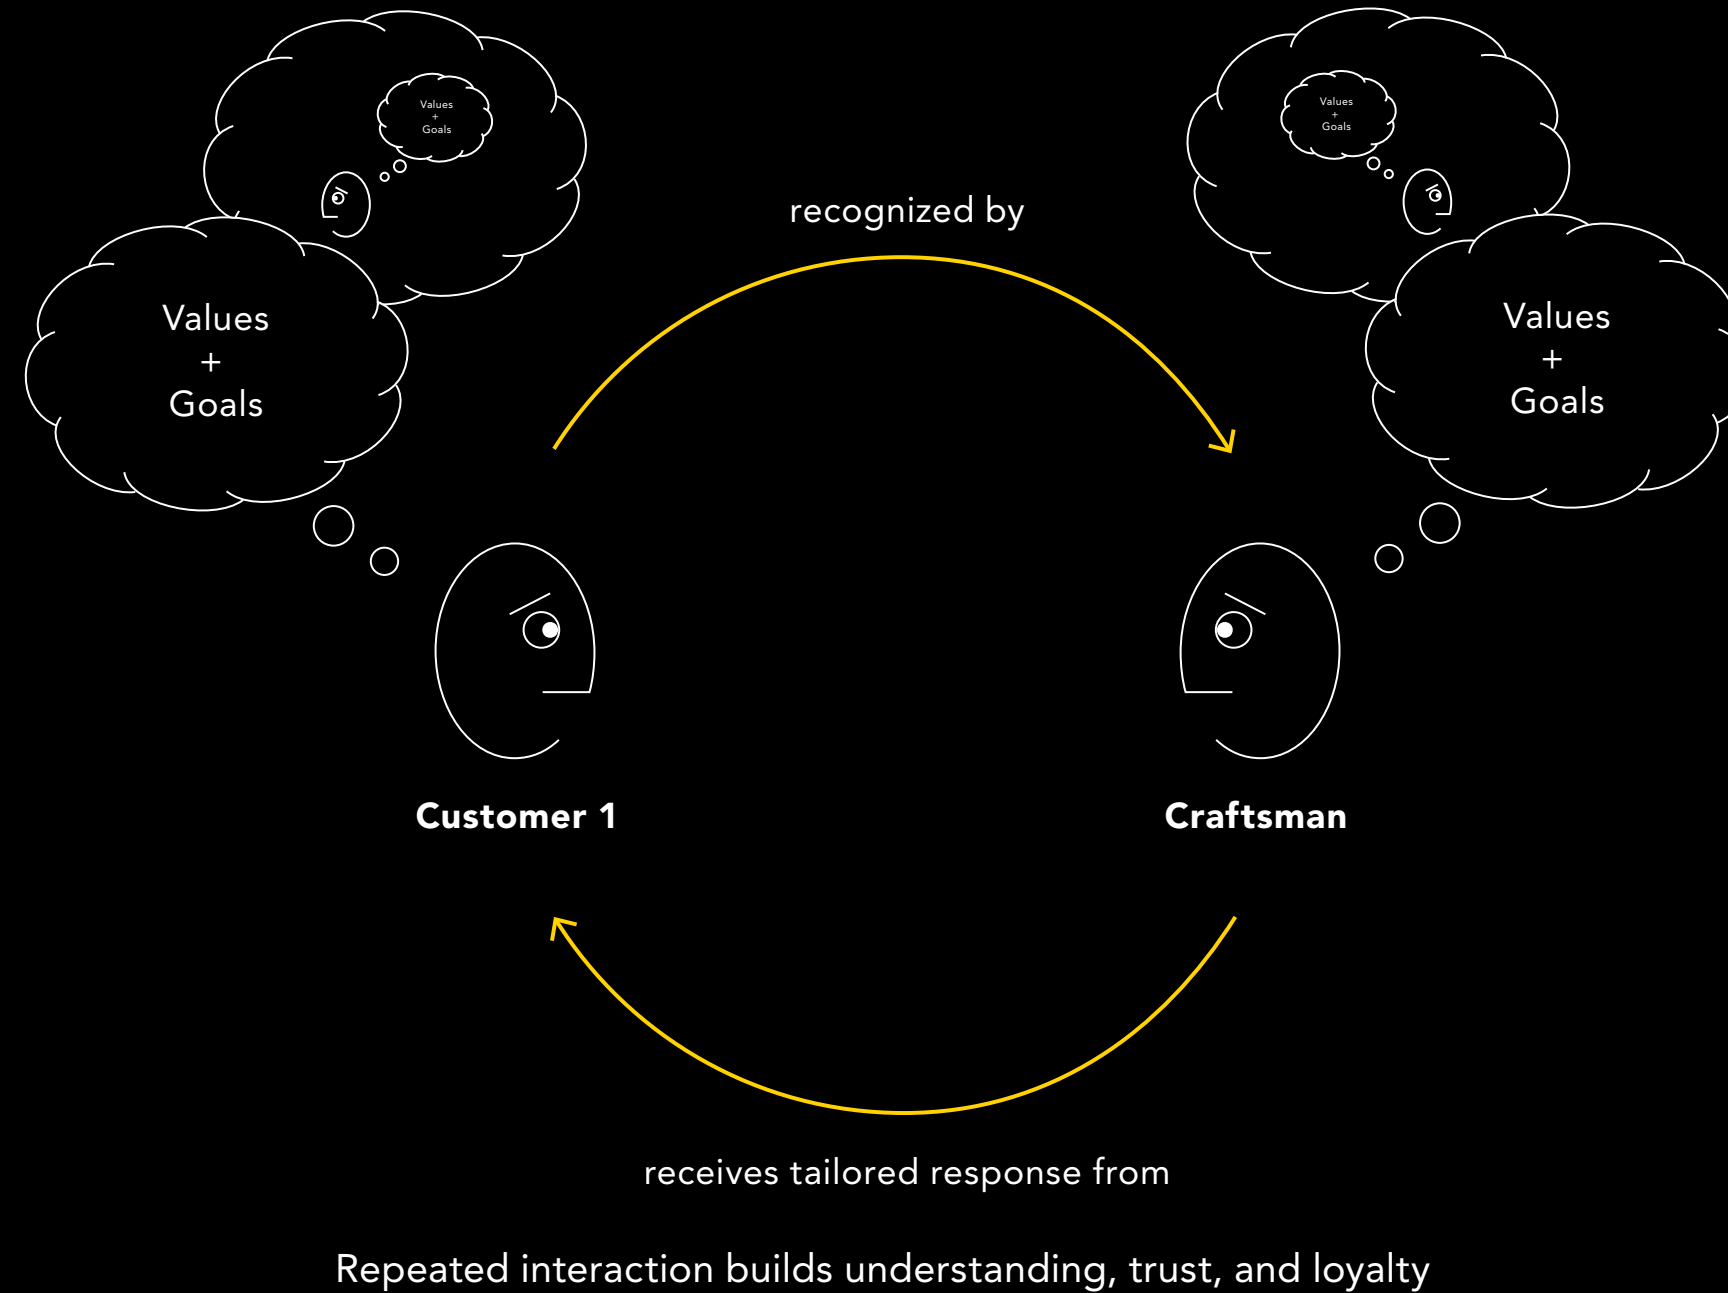 Values
+
Goals
Values
+
Goals
recognized by
Values
+
Goals
Values
+
Goals
Customer 1
Craftsman
receives tailored response from
Repeated interaction builds understanding, trust, and loyalty